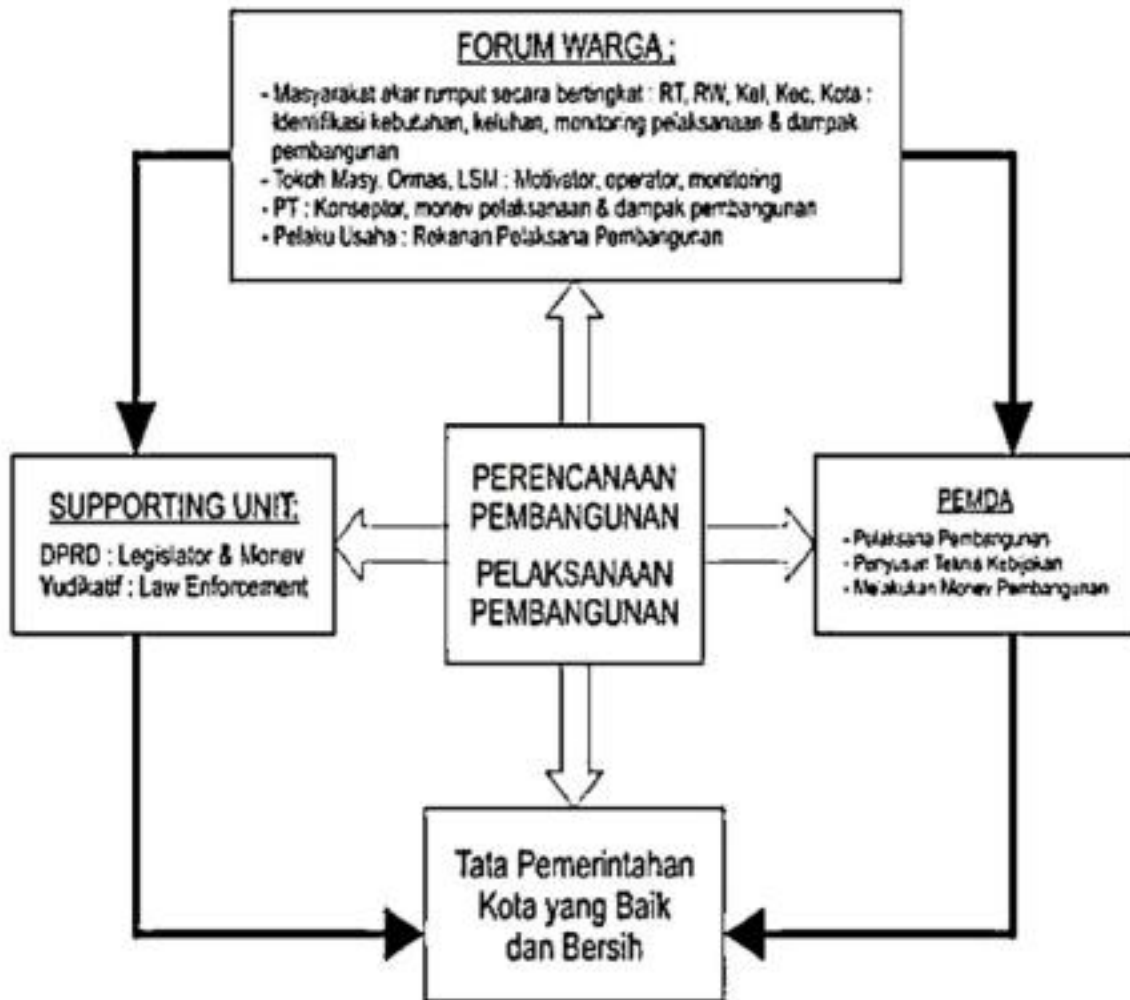 FORUM WARGA :
- Masyarakat akar rumput secara bertingkat : RT, RW, Kel, Kec, Kota :
Identifikasi kebutahan, keluhan, monitoring pelaksanaan & dampak
pembangunan
- Tokoh Masy. Ormas, LSM : Motivator, operator, monitoring
- PT : Konseptor, monev pelaksanaan & dampak pembangunan
- Pelaku Usaha : Rekanan Pelaksana Pembangunan
SUPPORTING UNIT:
DPRD : Legislator & Monev
Yudikatif : Law Enforcement
PERENCANAAN
PEMBANGUNAN
PELAKSANAAN
PEMBANGUNAN
PEMDA
- Pelaksana Pembangunan
- Penyusun Teknis Kebijakan
- Melakukan Monev Pembangunan
Tata Pemerintahan
Kota yang Baik
dan Bersih